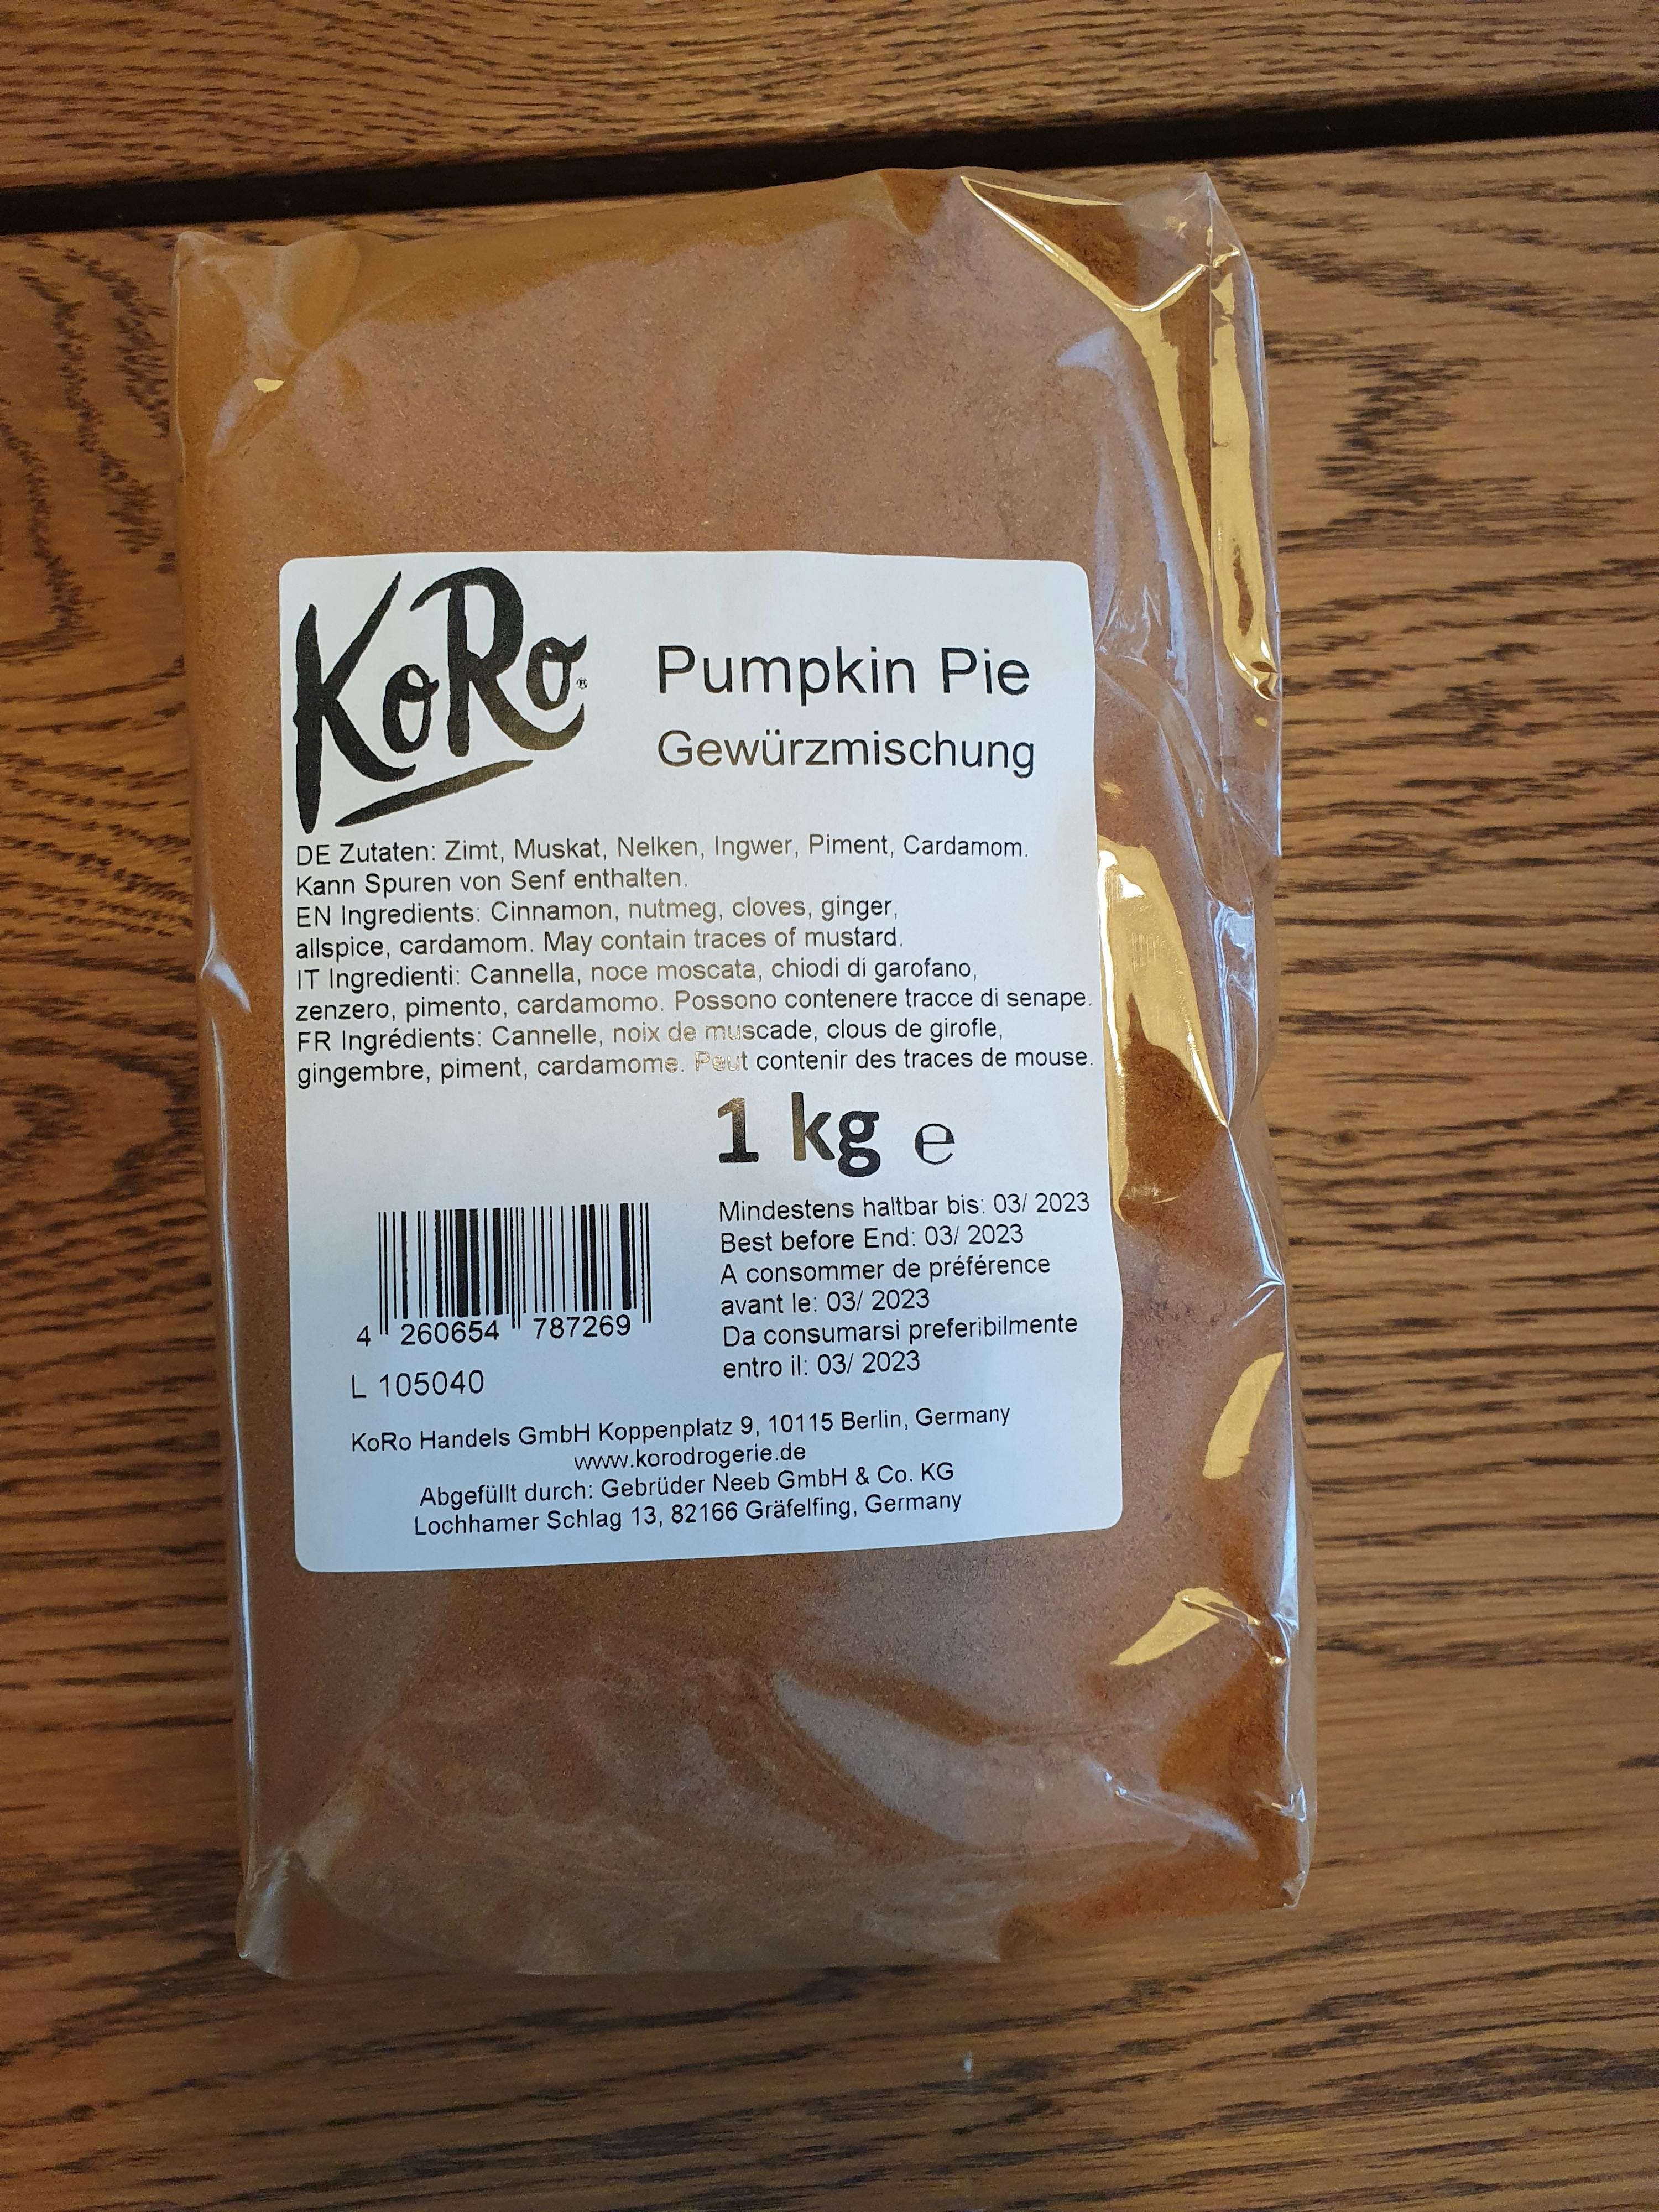 KoRo®
Pumpkin Pie
Gewürzmischung
DE Zutaten: Zimt, Muskat, Nelken, Ingwer, Piment, Cardamom.
Kann Spuren von Senf enthalten.
EN Ingredients: Cinnamon, nutmeg, cloves, ginger,
allspice, cardamom. May contain traces of mustard.
IT Ingredienti: Cannella, noce moscata, chiodi di garofano,
zenzero, pimento, cardamomo. Possono contenere tracce di senape.
FR Ingrédients: Cannelle, noix de muscade, clous de girofle,
gingembre, piment, cardamome. Peut contenir des traces de mouse.
1 kg ℮
Mindestens haltbar bis: 03/ 2023
Best before End: 03/ 2023
A consommer de préférence
avant le: 03/ 2023
Da consumarsi preferibilmente
entro il: 03/ 2023
4 260654 787269
L 105040
KoRo Handels GmbH Koppenplatz 9, 10115 Berlin, Germany
www.korodrogerie.de
Abgefüllt durch: Gebrüder Neeb GmbH & Co. KG
Lochhamer Schlag 13, 82166 Gräfelfing, Germany